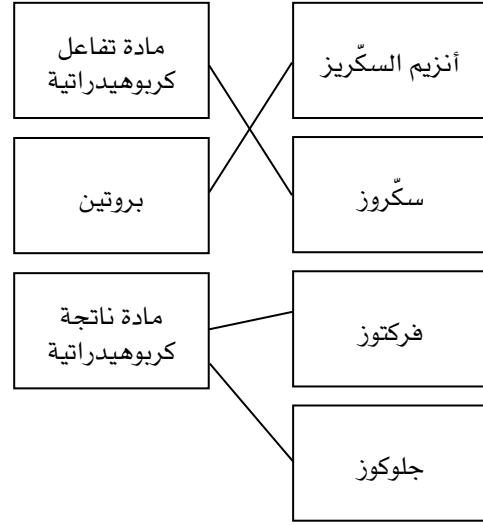 أنزيم السكّريز
سكّروز
فركتوز
جلوكوز
مادة تفاعل
كربوهيدراتية
بروتين
مادة ناتجة
كربوهيدراتية